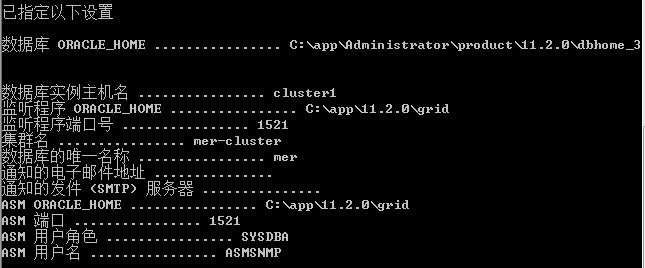 已指定以下设置
数据库 ORACLE_HOME ................ C:\app\Administrator\product\11.2.0\dbhome_3
数据库实例主机名 ................ cluster1
监听程序 ORACLE_HOME ................ C:\app\11.2.0\grid
监听程序端口号 ................ 1521
集群名 ................ mer-cluster
数据库的唯一名称 ................ mer
通知的电子邮件地址 ...............
通知的发件 (SMTP) 服务器 ...............
ASM ORACLE_HOME ................ C:\app\11.2.0\grid
ASM 端口 ................ 1521
ASM 用户角色 ................ SYSDBA
ASM 用户名 ................ ASMSNMP